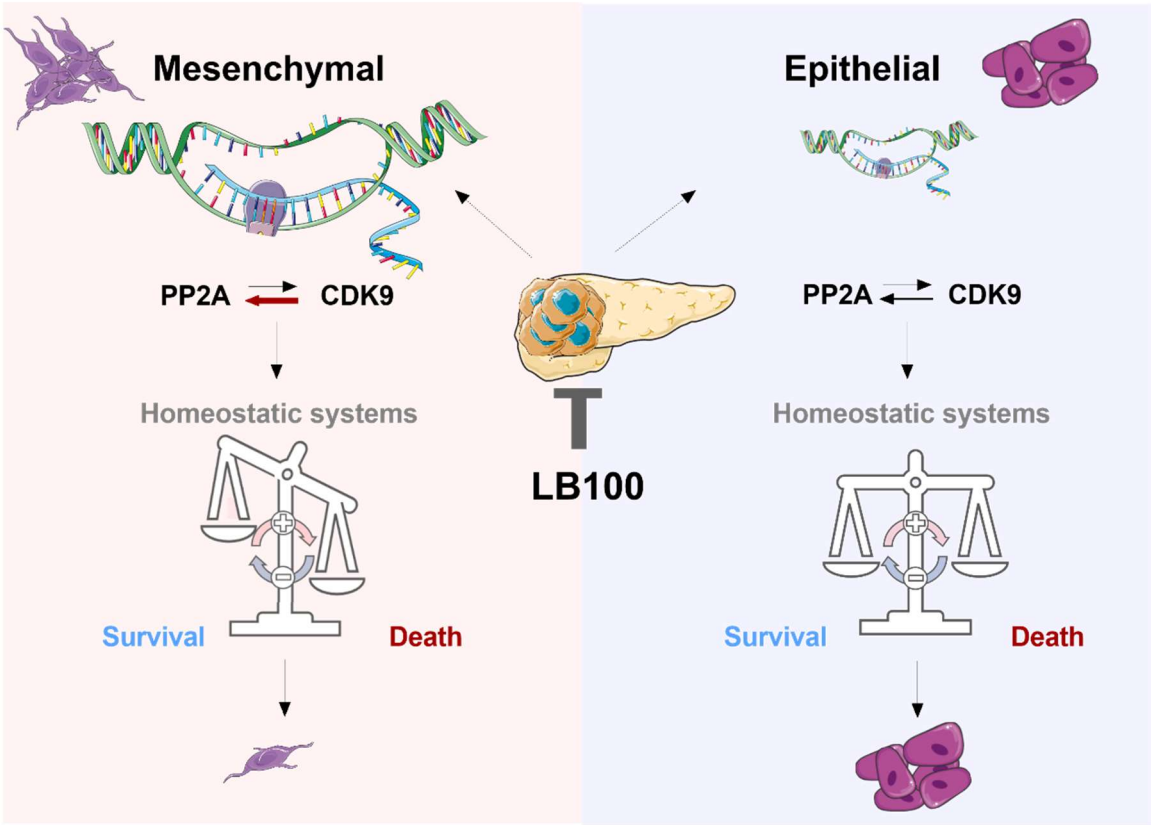 Mesenchymal
PP2A CDK9
Homeostatic systems
+
−
Survival Death
LB100
Epithelial
PP2A CDK9
Homeostatic systems
+
−
Survival Death